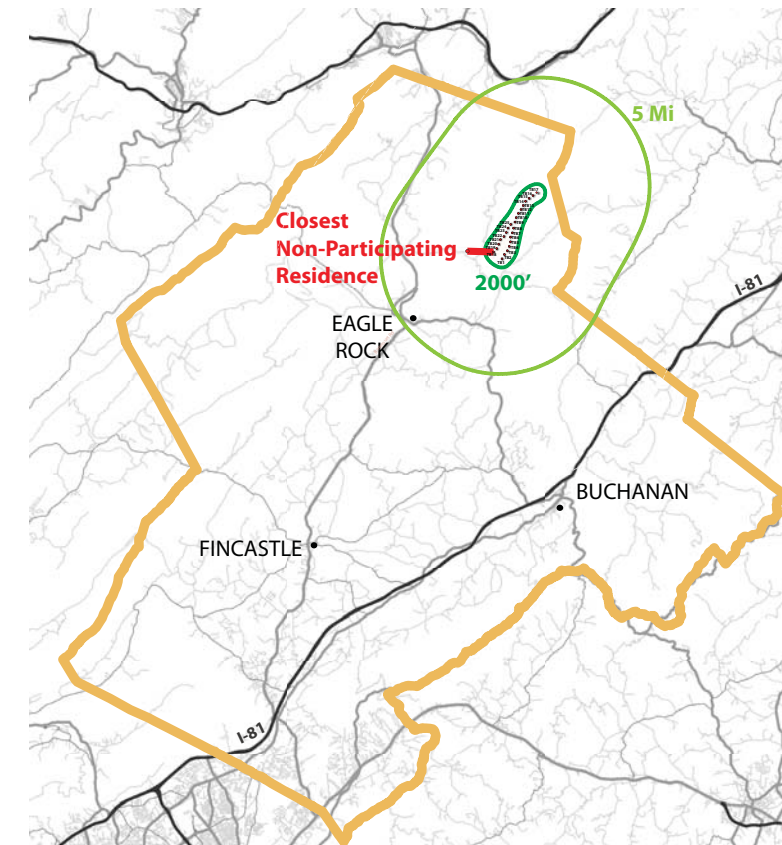 5 Mi
Closest
Non-Participating
Residence
2000’
I-81
EAGLE
ROCK
BUCHANAN
FINCASTLE
I-81